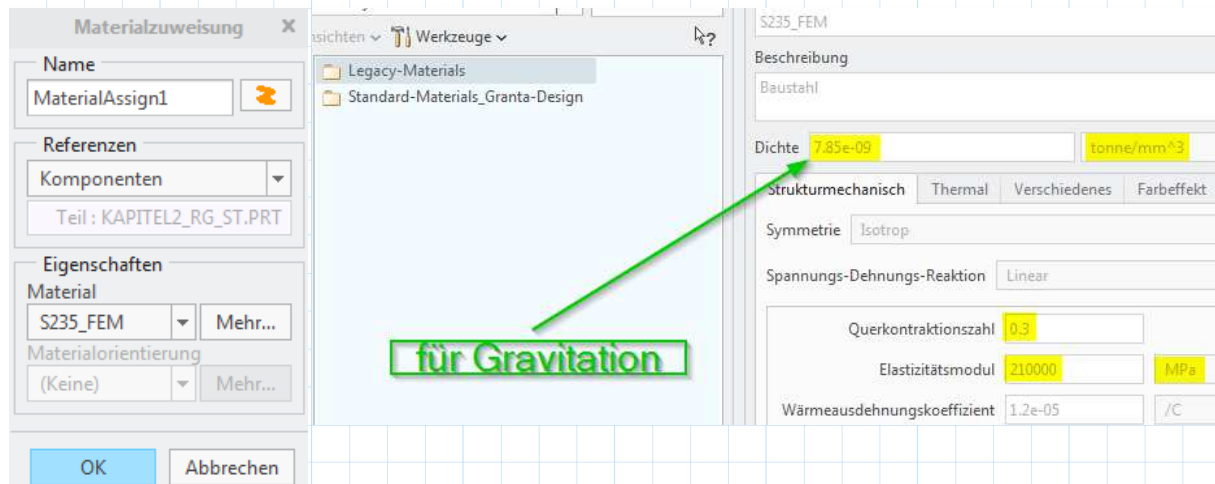 Materialzuweisung X
Name
MaterialAssign1
Referenzen
Komponenten
Teil : KAPITEL2_RG_ST.PRT
Eigenschaften
Material
S235_FEM Mehr...
Materialorientierung
(Keine) Mehr...
OK Abbrechen
nsichten Werkzeuge
Legacy-Materials
Standard-Materials_Granta-Design
für Gravitation
S235_FEM
Beschreibung
Baustahl
Dichte 7.85e-09 tonne/mm^3
Strukturmechanisch Thermal Verschiedenes Farbeffekt
Symmetrie Isotrop
Spannungs-Dehnungs-Reaktion Linear
Querkontraktionszahl 0.3
Elastizitätsmodul 210000 MPa
Wärmeausdehnungskoeffizient 1.2e-05 /C